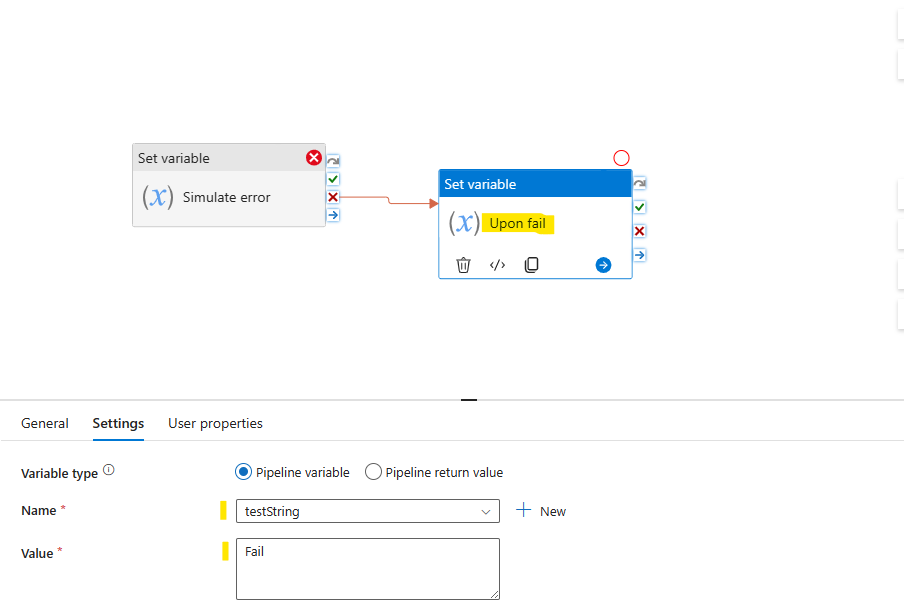 Set variable
(x) Simulate error
Set variable
(x) Upon fail
</>
General Settings User properties
Variable type i Pipeline variable Pipeline return value
Name * testString + New
Value * Fail